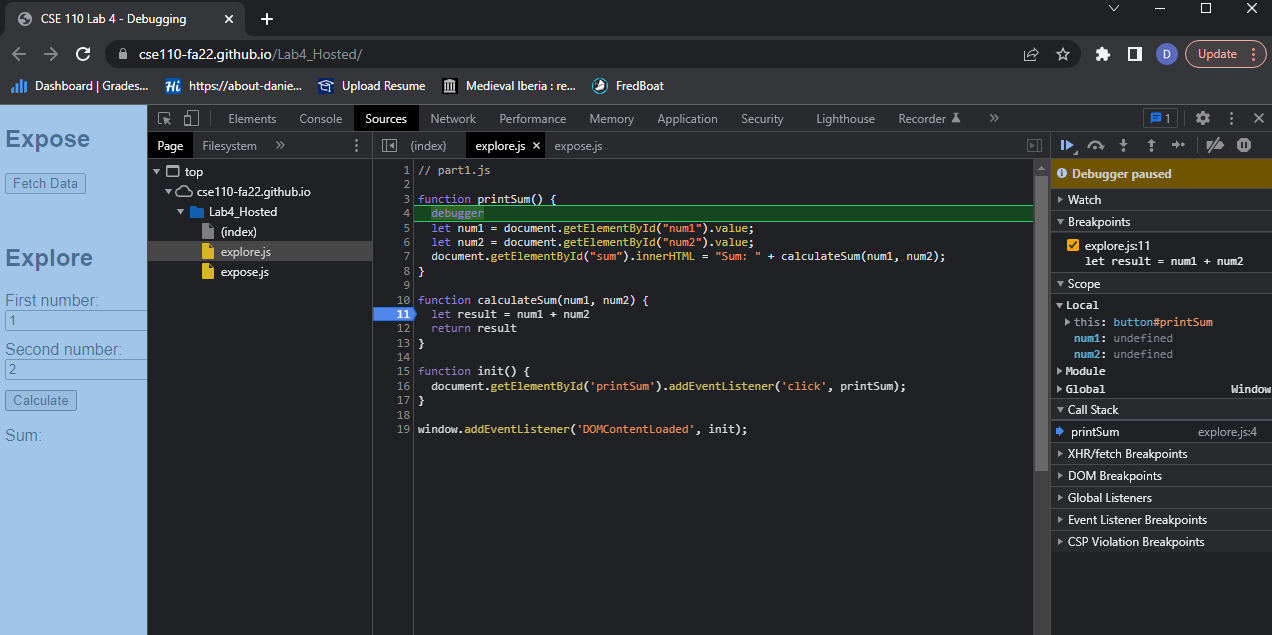 CSE 110 Lab 4 - Debugging
cse110-fa22.github.io/Lab4_Hosted/
D
Update
Dashboard | Grades...
Hi https://about-danie...
Upload Resume
Medieval Iberia : re...
FredBoat
Expose
Fetch Data
Explore
First number:
1
Second number:
2
Calculate
Sum:
Elements
Console
Sources
Network
Performance
Memory
Application
Security
Lighthouse
Recorder
1
Page
Filesystem
top
cse110-fa22.github.io
Lab4_Hosted
(index)
explore.js
expose.js
(index)
explore.js
expose.js
1 // part1.js
2
3 function printSum() {
4 debugger
5 let num1 = document.getElementById("num1").value;
6 let num2 = document.getElementById("num2").value;
7 document.getElementById("sum").innerHTML = "Sum: " + calculateSum(num1, num2);
8 }
9
10 function calculateSum(num1, num2) {
11 let result = num1 + num2
12 return result
13 }
14
15 function init() {
16 document.getElementById('printSum').addEventListener('click', printSum);
17 }
18
19 window.addEventListener('DOMContentLoaded', init);
Debugger paused
Watch
Breakpoints
explore.js:11
let result = num1 + num2
Scope
Local
this: button#printSum
num1: undefined
num2: undefined
Module
Global Window
Call Stack
printSum explore.js:4
XHR/fetch Breakpoints
DOM Breakpoints
Global Listeners
Event Listener Breakpoints
CSP Violation Breakpoints